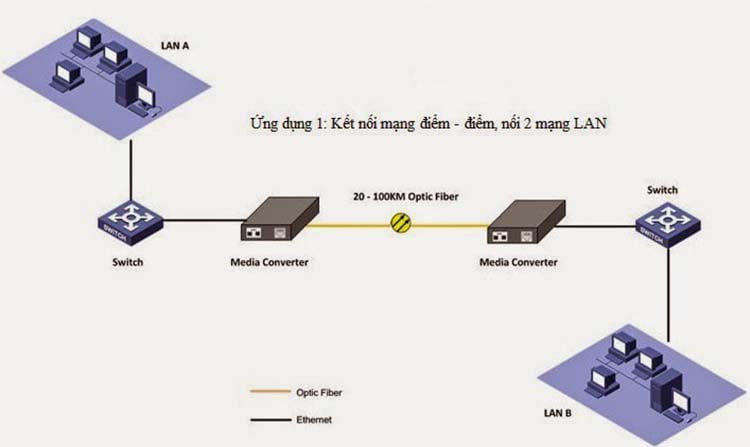 LAN A
Ứng dụng 1: Kết nối mạng điểm - điểm, nối 2 mạng LAN
20 - 100KM Optic Fiber
Switch
SWITCH
SWITCH
Switch
Media Converter
Media Converter
Optic Fiber
Ethernet
LAN B